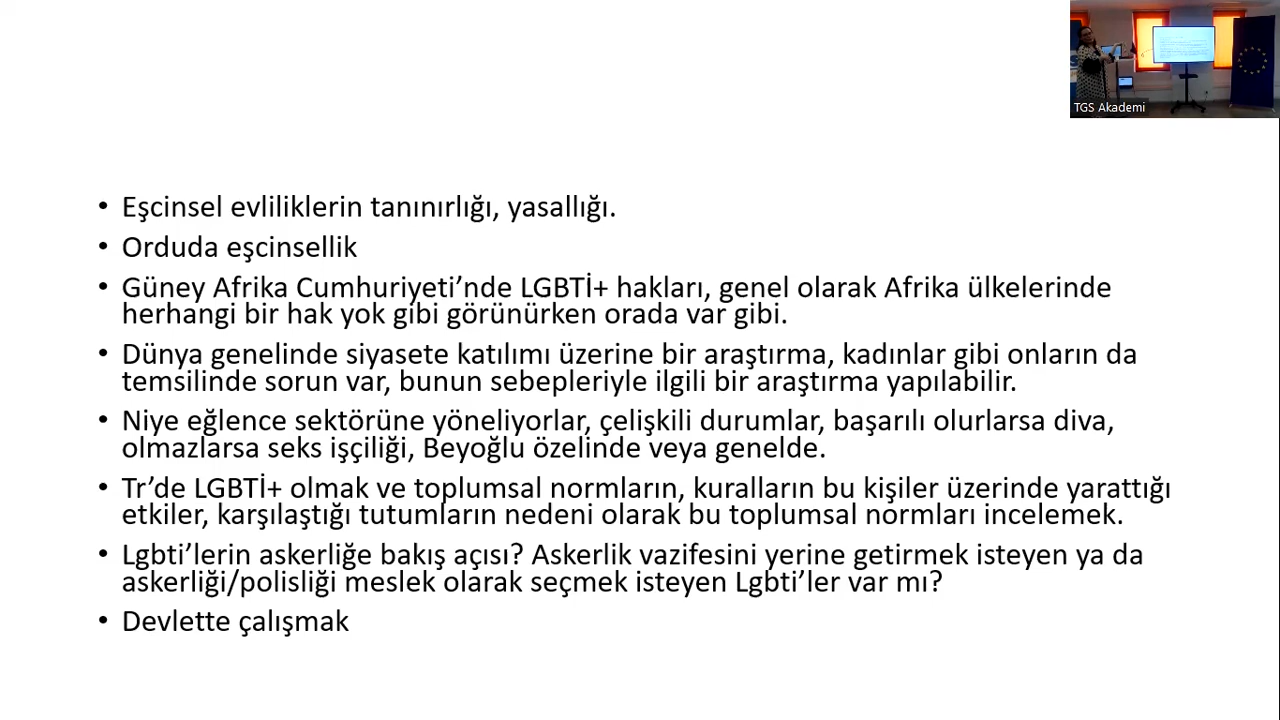 TGS Akademi
• Eşcinsel evliliklerin tanınırlığı, yasallığı.
• Orduda eşcinsellik
• Güney Afrika Cumhuriyeti’nde LGBTİ+ hakları, genel olarak Afrika ülkelerinde
herhangi bir hak yok gibi görünürken orada var gibi.
• Dünya genelinde siyasete katılımı üzerine bir araştırma, kadınlar gibi onların da
temsilinde sorun var, bunun sebepleriyle ilgili bir araştırma yapılabilir.
• Niye eğlence sektörüne yöneliyorlar, çelişkili durumlar, başarılı olurlarsa diva,
olmazlarsa seks işçiliği, Beyoğlu özelinde veya genelde.
• Tr’de LGBTİ+ olmak ve toplumsal normların, kuralların bu kişiler üzerinde yarattığı
etkiler, karşılaştığı tutumların nedeni olarak bu toplumsal normları incelemek.
• Lgbti’lerin askerliğe bakış açısı? Askerlik vazifesini yerine getirmek isteyen ya da
askerliği/polisliği meslek olarak seçmek isteyen Lgbti’ler var mı?
• Devlette çalışmak